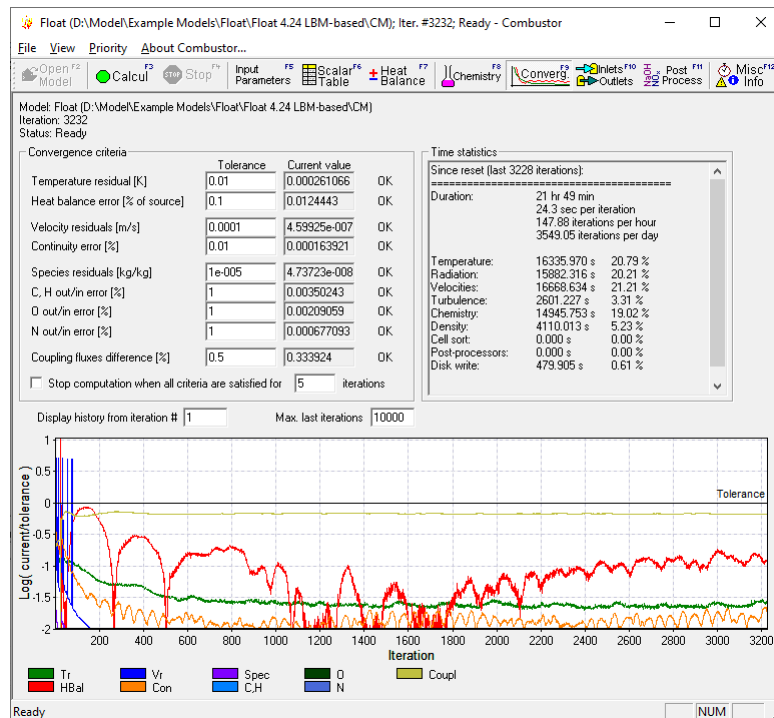 Float (D:\Model\Example Models\Float\Float 4.24 LBM-based\CM); Iter. #3232; Ready - Combustor
File View Priority About Combustor...
Open F2 Model
Calcul F3
Stop F4
Input F5 Parameters
Scalar F6 Table
Heat F7 Balance
Chemistry F8
Converg. F9
Inlets F10 Outlets
NaOH NOx Post F11 Process
Misc F12 Info
Model: Float (D:\Model\Example Models\Float\Float 4.24 LBM-based\CM)
Iteration: 3232
Status: Ready
Convergence criteria
Tolerance Current value
Temperature residual [K] 0.01 0.000261066 OK
Heat balance error [% of source] 0.1 0.0124443 OK
Velocity residuals [m/s] 0.0001 4.59925e-007 OK
Continuity error [%] 0.01 0.000163921 OK
Species residuals [kg/kg] 1e-005 4.73723e-008 OK
C, H out/in error [%] 1 0.00350243 OK
O out/in error [%] 1 0.00209059 OK
N out/in error [%] 1 0.000677093 OK
Coupling fluxes difference [%] 0.5 0.333924 OK
Stop computation when all criteria are satisfied for 5 iterations
Time statistics
Since reset (last 3228 iterations):
========================================
Duration: 21 hr 49 min
24.3 sec per iteration
147.88 iterations per hour
3549.05 iterations per day
Temperature: 16335.970 s 20.79 %
Radiation: 15882.316 s 20.21 %
Velocities: 16668.634 s 21.21 %
Turbulence: 2601.227 s 3.31 %
Chemistry: 14945.753 s 19.02 %
Density: 4110.013 s 5.23 %
Cell sort: 0.000 s 0.00 %
Post-processors: 0.000 s 0.00 %
Disk write: 479.905 s 0.61 %
Display history from iteration # 1 Max. last iterations 10000
Log( current/tolerance )
1
0.5
0
-0.5
-1
-1.5
-2
Tolerance
200 400 600 800 1000 1200 1400 1600 1800 2000 2200 2400 2600 2800 3000 3200
Iteration
Tr Vr Spec O Coupl
HBal Con C,H N
Ready NUM